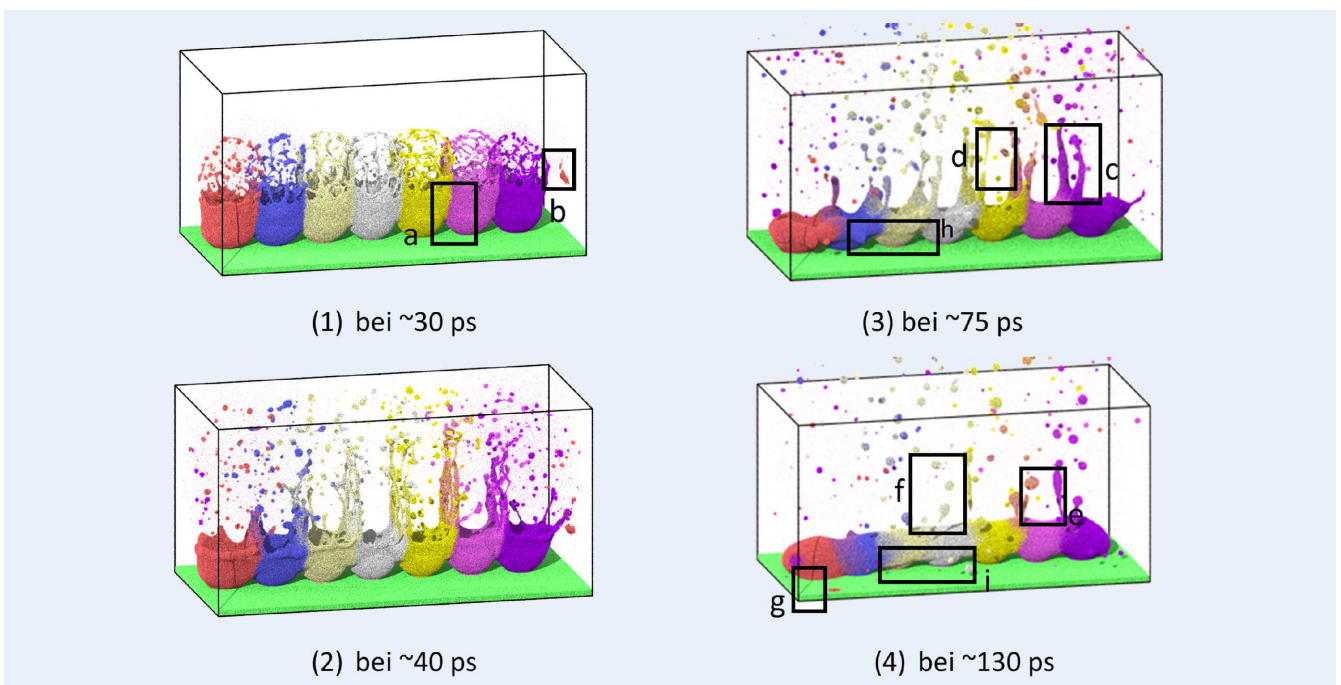 b
a
(1) bei ~30 ps
d
c
h
(3) bei ~75 ps
(2) bei ~40 ps
f
e
i
g
(4) bei ~130 ps